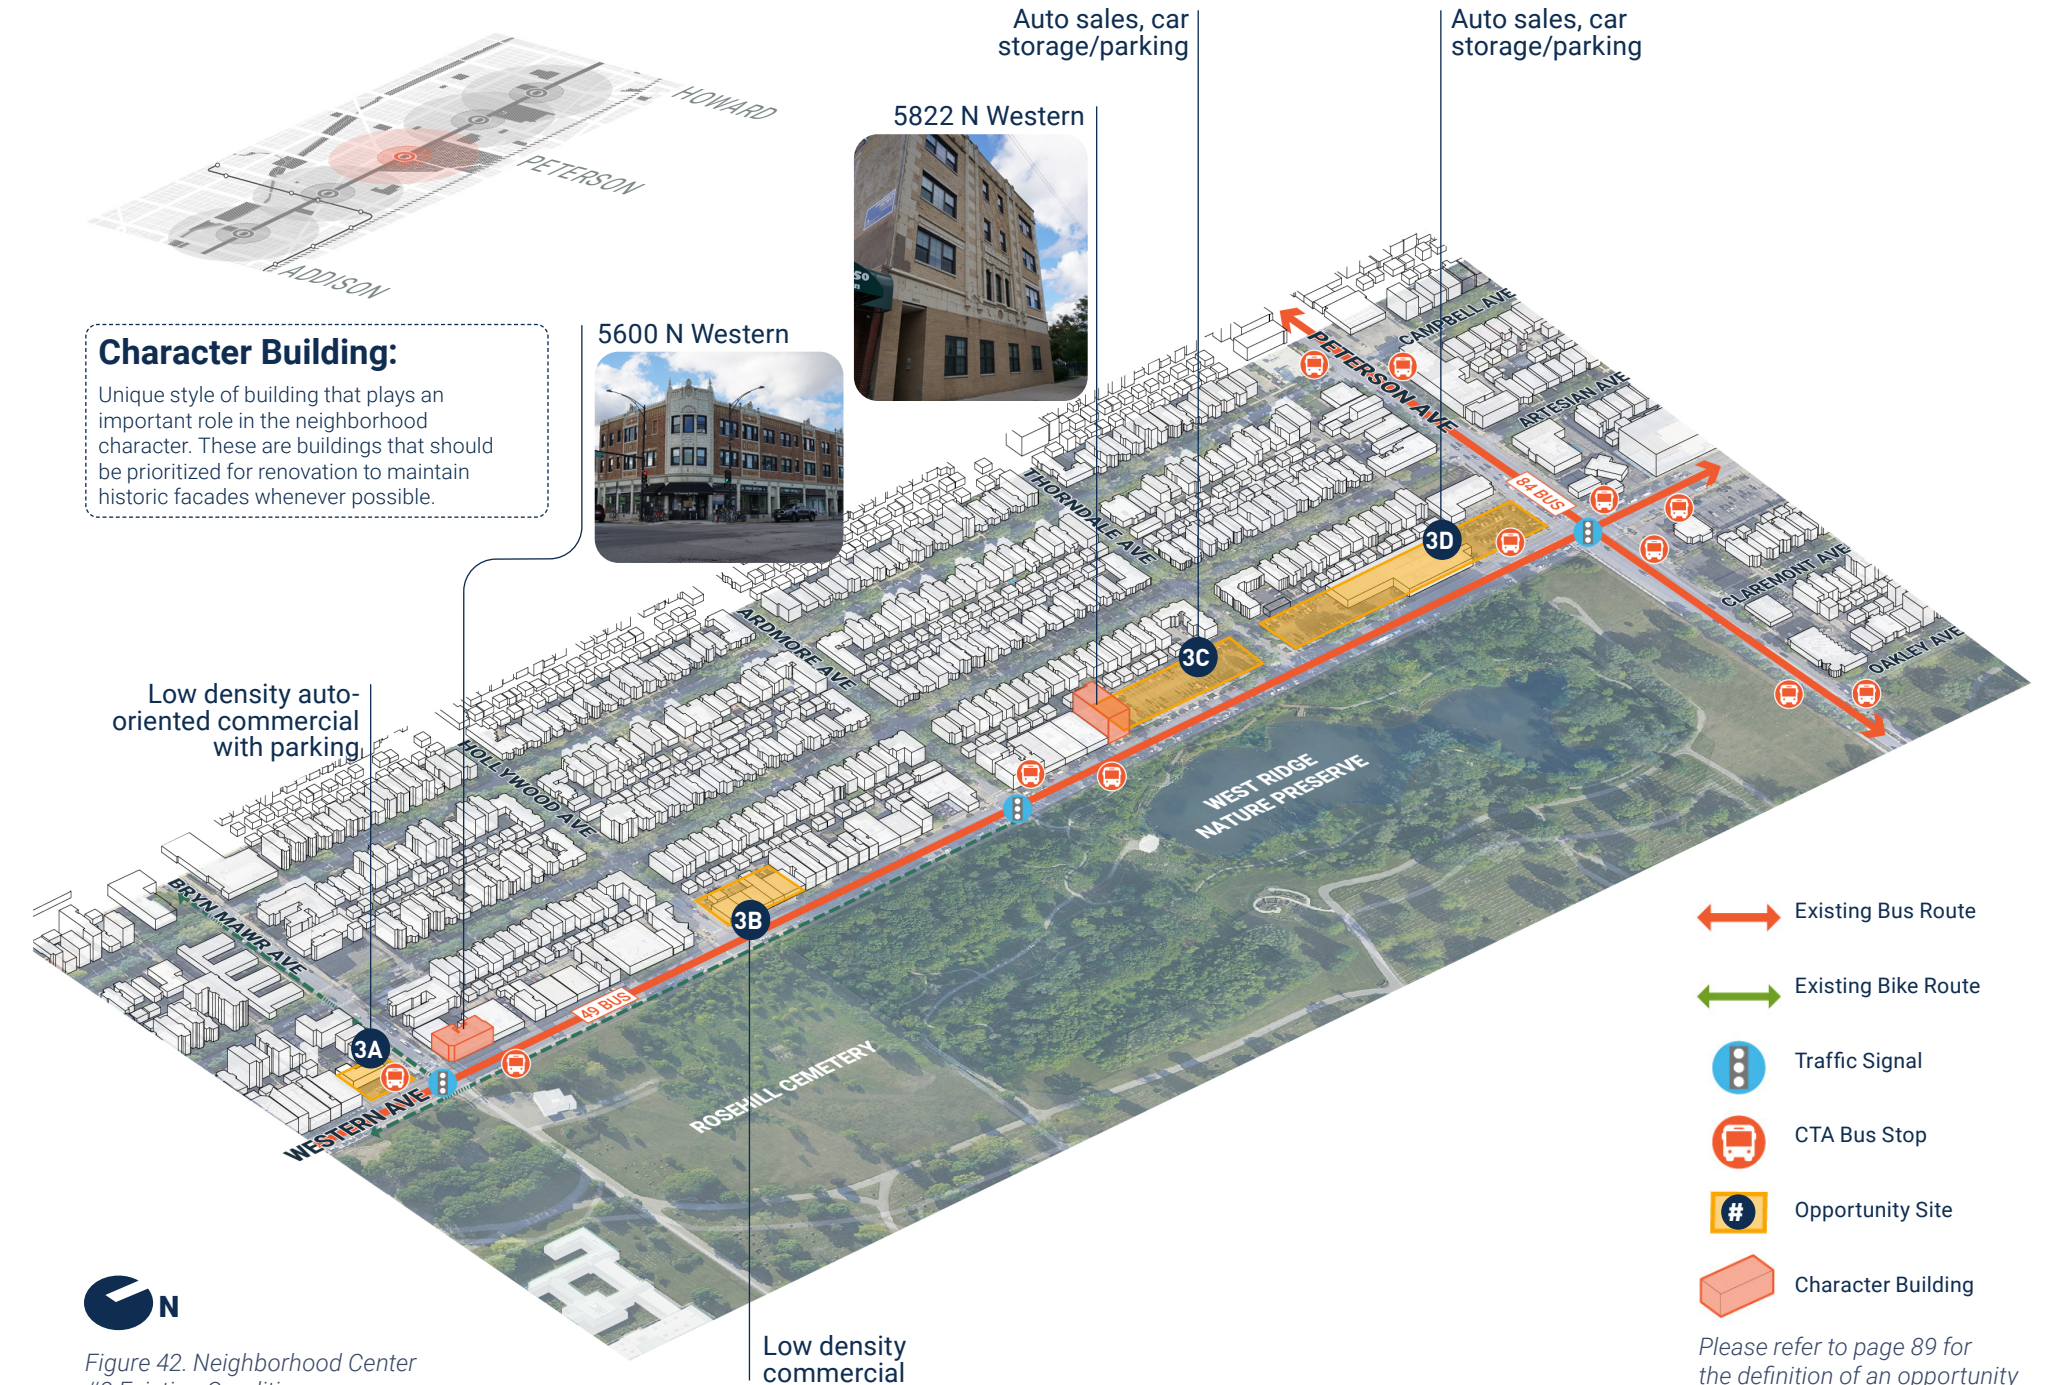 Auto sales, car
storage/parking
Auto sales, car
storage/parking
5822 N Western
HOWARD
PETERSON
ADDISON
5600 N Western
Character Building:
Unique style of building that plays an
important role in the neighborhood
character. These are buildings that should
be prioritized for renovation to maintain
historic facades whenever possible.
Low density auto-
oriented commercial
with parking
CAMPBELL AVE
PETERSON AVE
ARTESIAN AVE
84 BUS
THORNDALE AVE
3D
CLAREMONT AVE
OAKLEY AVE
ARDMORE AVE
3C
HOLLYWOOD AVE
WEST RIDGE
NATURE PRESERVE
BRYN MAWR AVE
3B
49 BUS
3A
WESTERN AVE
ROSEHILL CEMETERY
Existing Bus Route
Existing Bike Route
Traffic Signal
CTA Bus Stop
#
Opportunity Site
Character Building
Please refer to page 89 for
the definition of an opportunity
N
Low density
commercial
Figure 42. Neighborhood Center